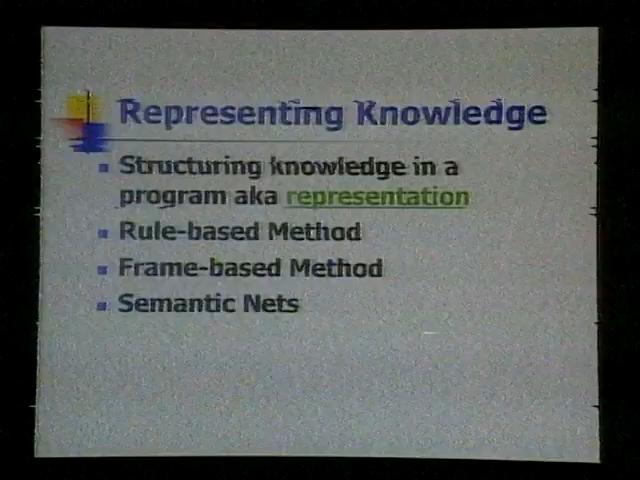 Representing Knowledge
Structuring knowledge in a
program aka representation
Rule-based Method
Frame-based Method
Semantic Nets